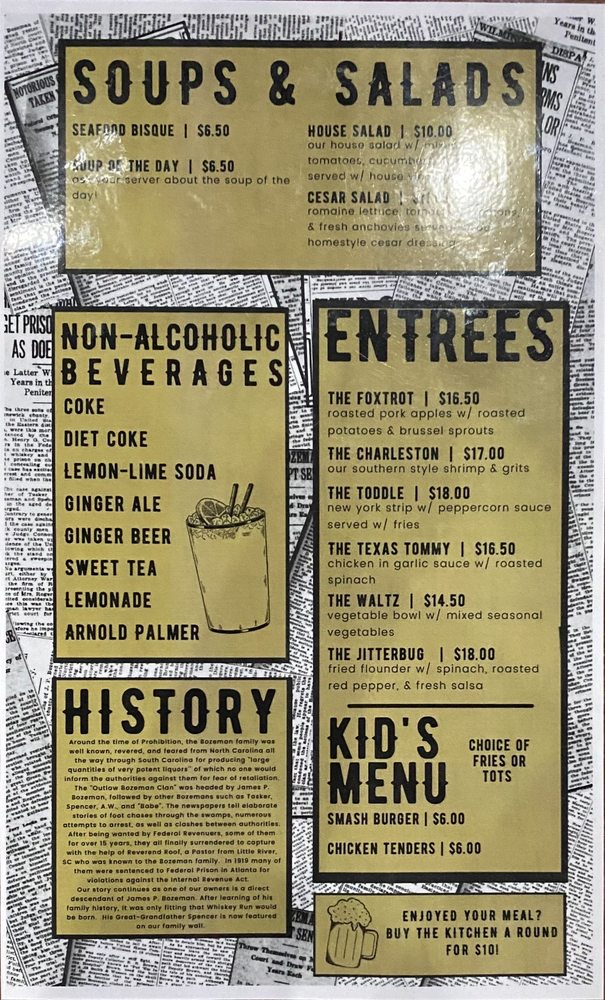 SOUPS & SALADS
SEAFOOD BISQUE | $6.50
SOUP OF THE DAY | $6.50
ask your server about the soup of the
day!
HOUSE SALAD | $10.00
our house salad w/
tomatoes, cucumber
served w/ house
CESAR SALAD |
romaine lettuce,
& fresh anchovies
homestyle cesar dressing
NON-ALCOHOLIC
BEVERAGES
COKE
DIET COKE
LEMON-LIME SODA
GINGER ALE
GINGER BEER
SWEET TEA
LEMONADE
ARNOLD PALMER
HISTORY
Around the time of Prohibition, the Bozeman family was
well known, revered, and feared from North Carolina all
the way through South Carolina for producing "large
quantities of very potent liquors" of which no one would
inform the authorities against them for fear of retaliation.
The "Outlaw Bozeman Clan" was headed by James P.
Bozeman, followed by other Bozemans such as Tasker,
Spencer, A.W., and "Babe". The newspapers tell elaborate
stories of foot chases through the swamps, numerous
attempts to arrest, as well as clashes between authorities.
After being wanted by Federal Revenuers, some of them
for over 15 years, they all finally surrendered to capture
with the help of Reverend Roof, a Pastor from Little River,
SC who was known to the Bozeman family. In 1919 many of
them were sentenced to Federal Prison in Atlanta for
violations against the Internal Revenue Act.
Our story continues as one of our owners is a direct
descendant of James P. Bozeman. After learning of his
family history, it was only fitting that Whiskey Run would
be born. His Great-Grandfather Spencer is now featured
on our family wall.
ENTREES
THE FOXTROT | $16.50
roasted pork apples w/ roasted
potatoes & brussel sprouts
THE CHARLESTON | $17.00
our southern style shrimp & grits
THE TODDLE | $18.00
new york strip w/ peppercorn sauce
served w/ fries
THE TEXAS TOMMY | $16.50
chicken in garlic sauce w/ roasted
spinach
THE WALTZ | $14.50
vegetable bowl w/ mixed seasonal
vegetables
THE JITTERBUG | $18.00
fried flounder w/ spinach, roasted
red pepper, & fresh salsa
KID'S
MENU
CHOICE OF
FRIES OR
TOTS
SMASH BURGER | $6.00
CHICKEN TENDERS | $6.00
ENJOYED YOUR MEAL?
BUY THE KITCHEN A ROUND
FOR $10!